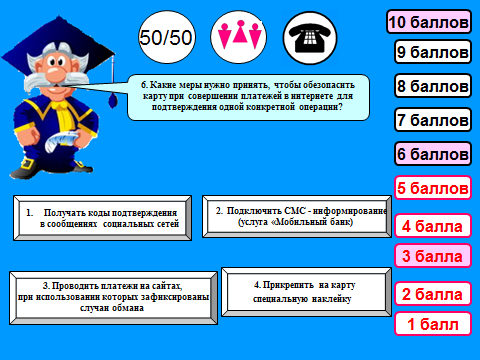 50/50
10 баллов
9 баллов
8 баллов
7 баллов
6 баллов
5 баллов
4 балла
3 балла
2 балла
1 балл
6. Какие меры нужно принять, чтобы обезопасить
карту при совершении платежей в интернете для
подтверждения одной конкретной операции?
1. Получать коды подтверждения
в сообщениях социальных сетей
2. Подключить СМС - информирование
(услуга «Мобильный банк)
3. Проводить платежи на сайтах,
при использовании которых зафиксированы
случаи обмана
4. Прикрепить на карту
специальную наклейку